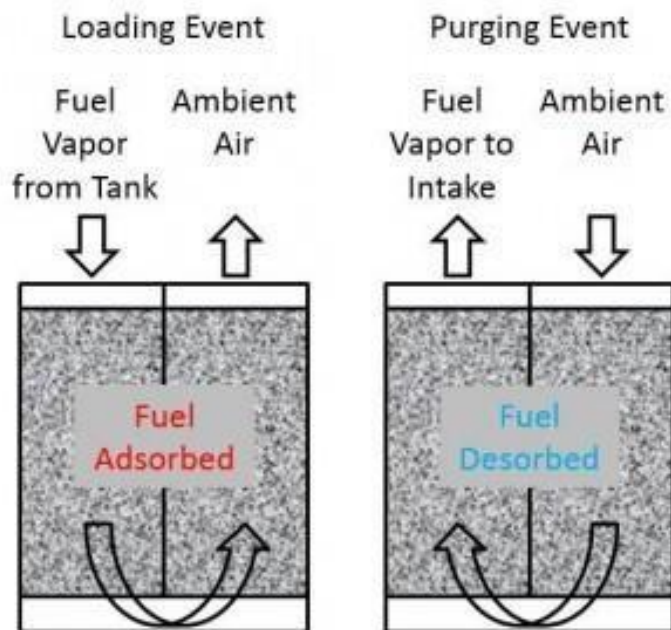 Loading Event
Fuel
Vapor
from Tank
Ambient
Air
Fuel
Adsorbed
Purging Event
Fuel
Vapor to
Intake
Ambient
Air
Fuel
Desorbed